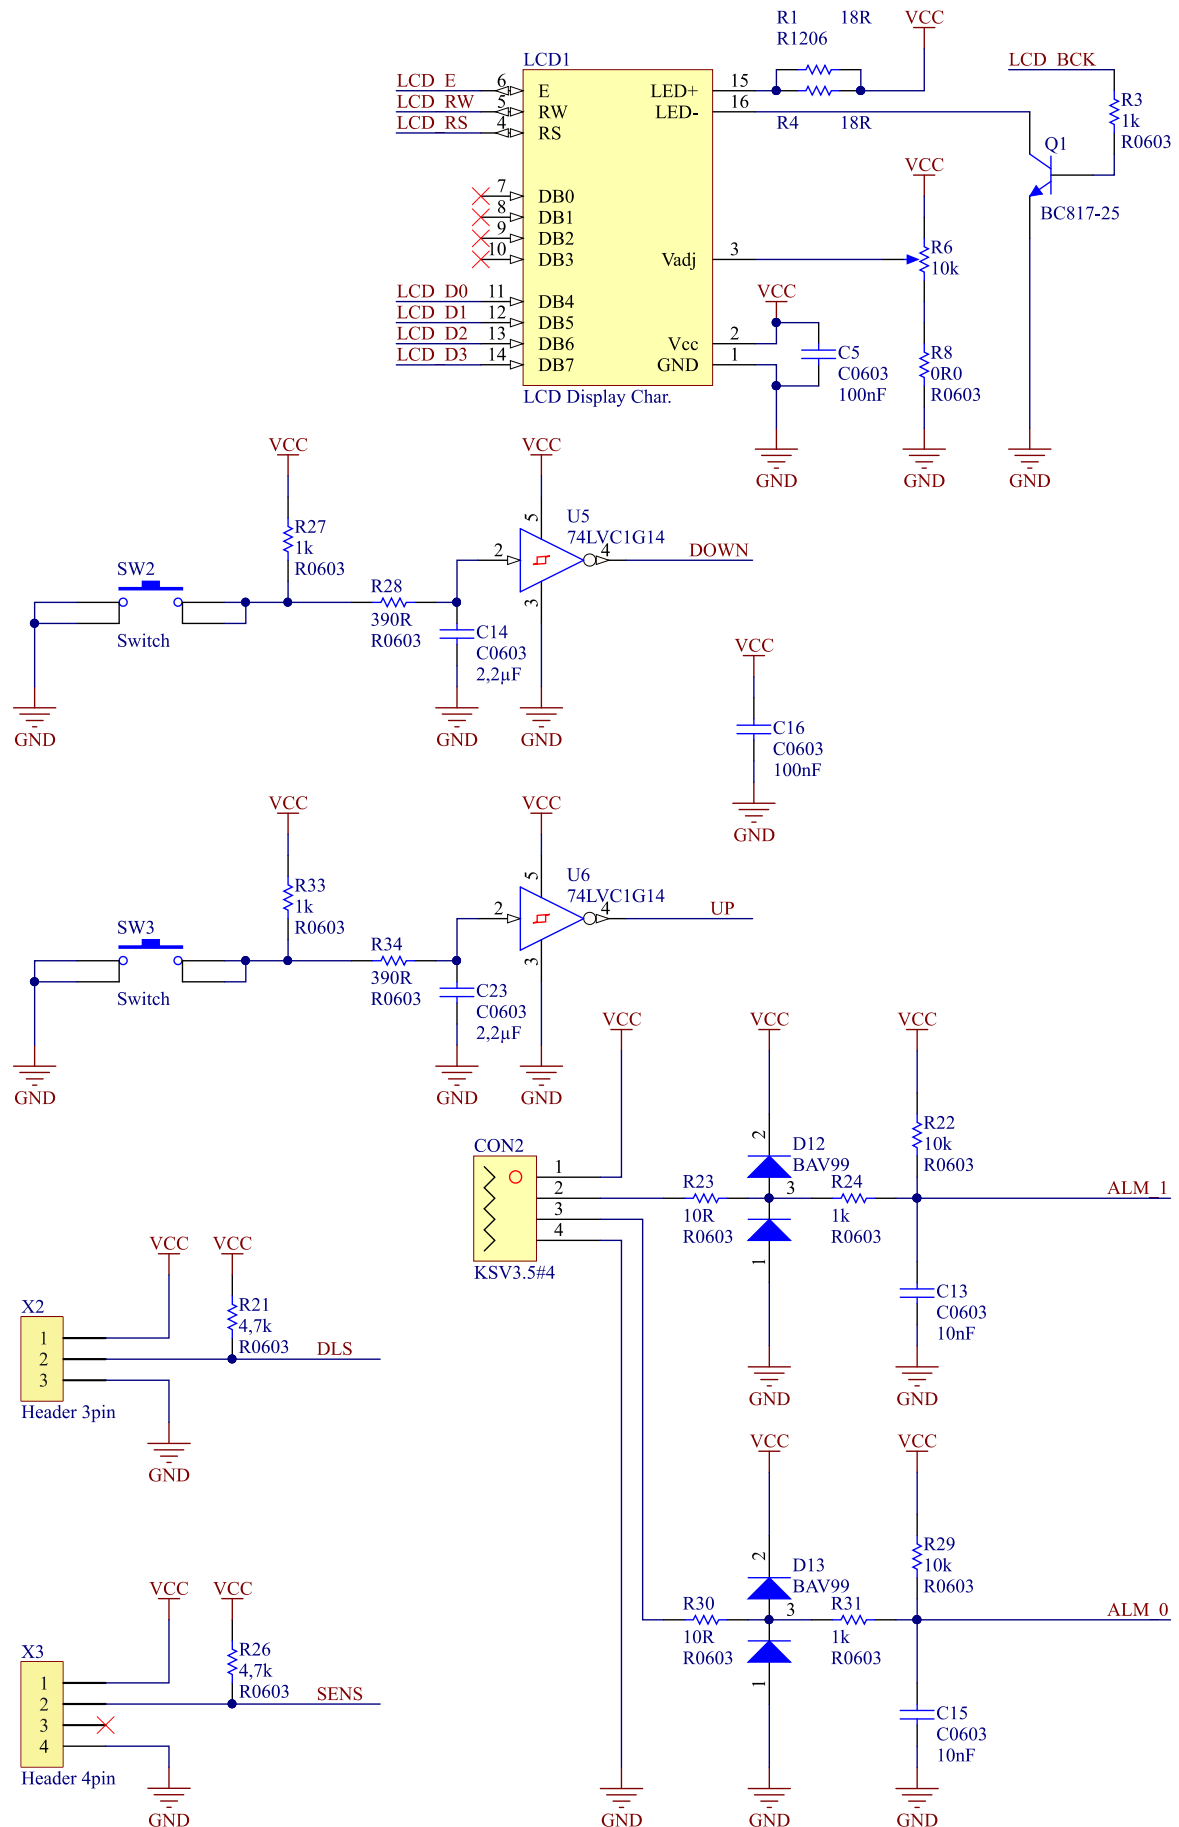 R1 18R
R1206
VCC
LCD1
LCD_BCK
LCD_E 6 E
LED+ 15
LCD_RW 5 RW
LED- 16
LCD_RS 4 RS
R4 18R
R3
1k
R0603
Q1
BC817-25
7 DB0
8 DB1
9 DB2
10 DB3
Vadj 3
VCC
R6
10k
LCD_D0 11 DB4
LCD_D1 12 DB5
LCD_D2 13 DB6
LCD_D3 14 DB7
VCC
Vcc 2
GND 1
C5
C0603
100nF
R8
0R0
R0603
LCD Display Char.
GND
GND
GND
VCC
R27
1k
R0603
SW2
Switch
R28
390R
R0603
VCC
U5
74LVC1G14
5
2
4
3
DOWN
C14
C0603
2,2µF
GND
GND
GND
VCC
C16
C0603
100nF
GND
VCC
R33
1k
R0603
SW3
Switch
R34
390R
R0603
VCC
U6
74LVC1G14
5
2
4
3
UP
C23
C0603
2,2µF
GND
GND
GND
VCC
VCC
VCC
CON2
1
2
3
4
KSV3.5#4
R23
10R
R0603
2
D12
BAV99
3
1
R24
1k
R0603
R22
10k
R0603
ALM_1
C13
C0603
10nF
GND
GND
VCC
VCC
X2
1
2
3
Header 3pin
R21
4,7k
R0603
DLS
GND
VCC
VCC
R30
10R
R0603
2
D13
BAV99
3
1
R31
1k
R0603
R29
10k
R0603
ALM_0
C15
C0603
10nF
VCC
VCC
X3
1
2
3
4
Header 4pin
R26
4,7k
R0603
SENS
GND
GND
GND
GND